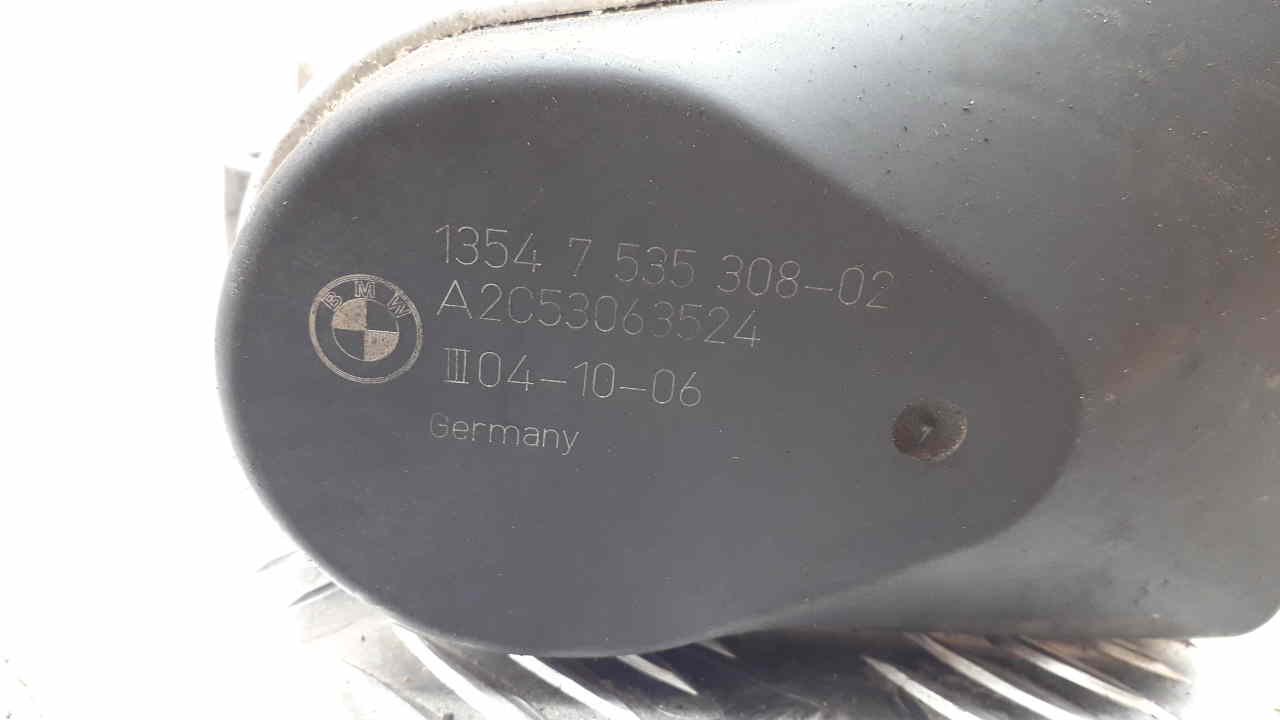 1354 7 535 308-02
A2C53063524
BMW
III04-10-06
Germany